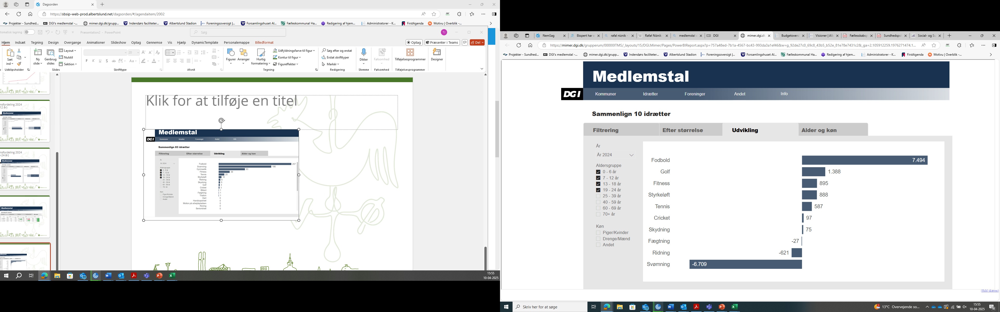 Dagsorden
https://sbsip-web-prod.albertslund.net/dagsorden/#/agendaitem/2002
Projekter - Sundhed... DGI's medlemstal -... mimer.dgi.dk/grupp... Indendørs faciliteter... Albertslund Stadion Foreningsoversigt |... Forsamlingshuset Al... Fælleskommunal Ha... Redigering af hjem... Administratorer - K... FirstAgenda Motivu | Overblik -...
tomatisk lagring Præsentation2 - PowerPoint Søg TJ
Hjem Indsæt Tegning Design Overgange Animationer Slideshow Optag Gennemse Vis Hjælp DynamicTemplate Personalemappe Billedformat Optag Præsenter i Teams Del
Sæt ind
Ny slide
Genbrug slides
Layout
Nulstil
Sektion
20
F K U S ab AV Aa A
Figurer Arranger Hurtig formatering
Udfyldningsfarve til figur
Kontur til figur
Figureffekter
Søg efter og erstat
Erstat skrifttyper
Markér
Dikter
Følsomhed
Tilføjelsesprogrammer
Designer
Udklipsholder Slides Skrifttype Afsnit Tegning Redigering Stemme Følsomhed Tilføjelsesprogrammer
nsfordeling 2024
12 år)
nsfordeling 2024
-24 år)
Klik for at tilføje en titel
Medlemstal
DGI Kommuner Idrætter Foreninger Andet Info
Sammenlign 83 idrætter
Filtrering Efter størrelse Udvikling Alder og køn
År
År 2024
Aldersgruppe
0 - 6 år
7 - 12 år
13 - 18 år
19 - 24 år
25 - 39 år
40 - 59 år
60 - 69 år
70+ år
Køn
Piger/Kvinder
Drenge/Mænd
Andet
Fodbold 257
Svømning 186
Gymnastik 93
Fitness 39
Tennis 20
Styrkeløft 10
Ridning 6
Skydning 5
Golf 4
Cricket 3
Billard 1
Fægtning 1
Triatlon 1
Dart 0
Handicapidræt 0
Motion på arbejdspladsen 0
Roning 0
Seniordræt 0
15:55
10-04-2025
NemSag Ekspert har o rafal niznik - Rafał Niżnik medlemstal d DGI mimer.dgi.dk Budgetoversi Visioner | Alb Fællesskabsp Sundhedspol Social- og Su
https://mimer.dgi.dk/grupperum/00000ITMS/_layouts/15/DGI.Mimer/Pages/PowerBIReport.aspx?p=757a48ed-7b1a-4567-bc43-993da3a1ef46&w=g_92de27c0_69c8_43b5_b52e_81e78e7431c2&_ga=2.105912259.1976271474.1...
Projekter - Sundhed... DGI's medlemstal -... mimer.dgi.dk/grupp... Indendørs faciliteter... Albertslund Stadion Foreningsoversigt |... Forsamlingshuset Al... Fælleskommunal Ha... Redigering af hjem... Administratorer - K... FirstAgenda Motivu | Overblik -...
Medlemstal
DGI Kommuner Idrætter Foreninger Andet Info
Sammenlign 10 idrætter
Filtrering Efter størrelse Udvikling Alder og køn
År
År 2024
Aldersgruppe
0 - 6 år
7 - 12 år
13 - 18 år
19 - 24 år
25 - 39 år
40 - 59 år
60 - 69 år
70+ år
Køn
Piger/Kvinder
Drenge/Mænd
Andet
Fodbold 7.494
Golf 1.388
Fitness 895
Styrkeløft 888
Tennis 587
Cricket 97
Skydning 75
Fægtning -27
Ridning -621
Svømning -6.709
(fuld skærm)
Skriv her for at søge
13°C Overvejende so...
15:55
10-04-2025
18